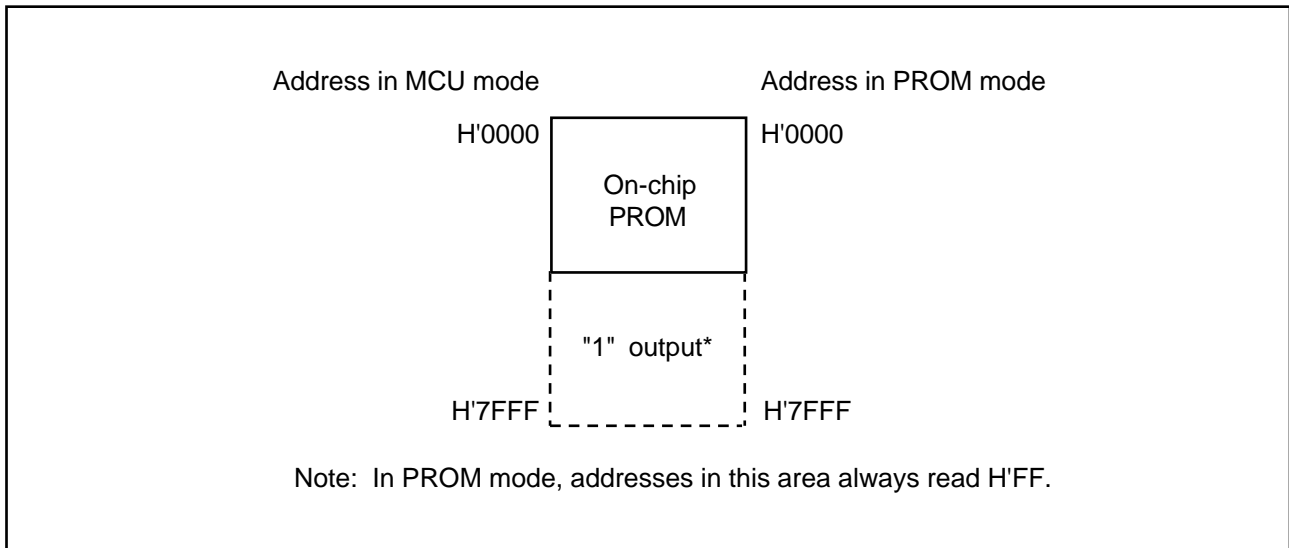 Address in MCU mode
Address in PROM mode
H'0000
H'0000
On-chip
PROM
"1" output*
H'7FFF
H'7FFF
Note: In PROM mode, addresses in this area always read H'FF.